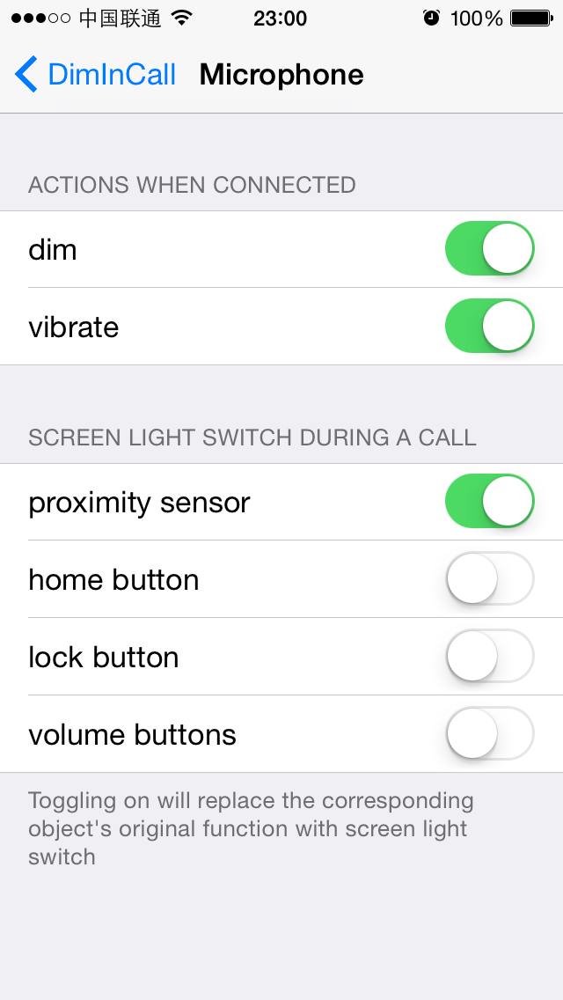 中国联通 23:00 100%
DimInCall Microphone
ACTIONS WHEN CONNECTED
dim
vibrate
SCREEN LIGHT SWITCH DURING A CALL
proximity sensor
home button
lock button
volume buttons
Toggling on will replace the corresponding
object's original function with screen light
switch